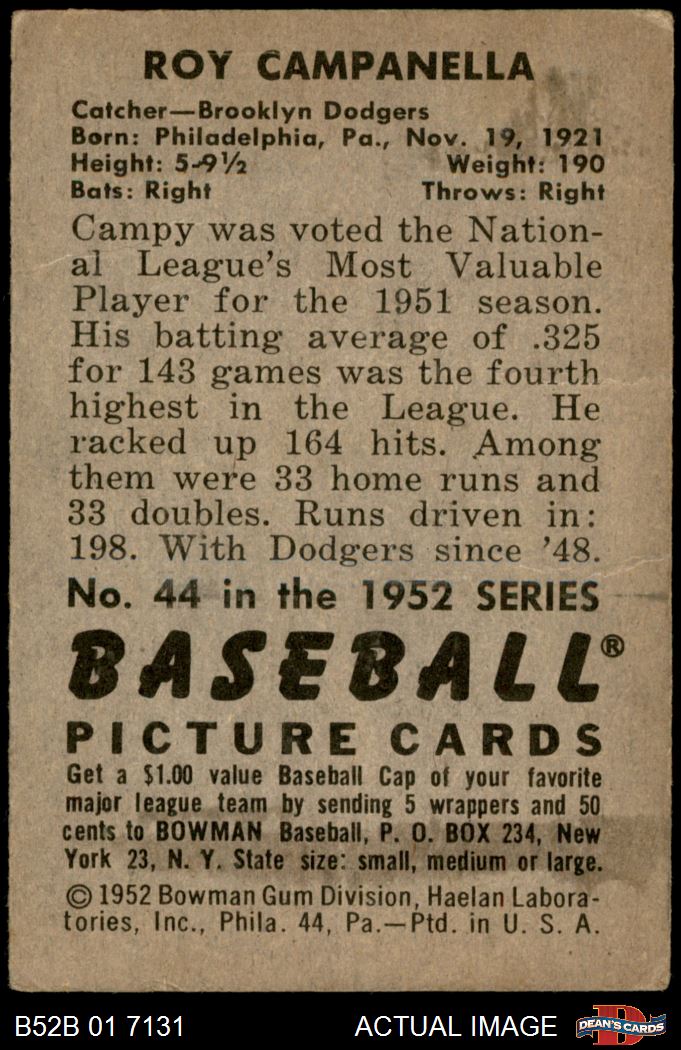 ROY CAMPANELLA
Catcher—Brooklyn Dodgers
Born: Philadelphia, Pa., Nov. 19, 1921
Height: 5-9½ Weight: 190
Bats: Right Throws: Right
Campy was voted the Nation-
al League's Most Valuable
Player for the 1951 season.
His batting average of .325
for 143 games was the fourth
highest in the League. He
racked up 164 hits. Among
them were 33 home runs and
33 doubles. Runs driven in:
198. With Dodgers since '48.
No. 44 in the 1952 SERIES
BASEBALL®
PICTURE CARDS
Get a $1.00 value Baseball Cap of your favorite
major league team by sending 5 wrappers and 50
cents to BOWMAN Baseball, P. O. BOX 234, New
York 23, N. Y. State size: small, medium or large.
© 1952 Bowman Gum Division, Haelan Labora-
tories, Inc., Phila. 44, Pa.—Ptd. in U. S. A.
B52B 01 7131 ACTUAL IMAGE DEAN'S CARDS